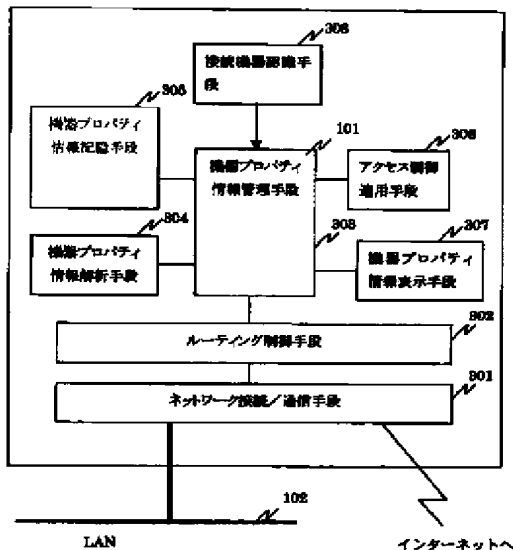 308
接続機器認識手
段
305
機器プロパティ
情報記憶手段
101
機器プロパティ
情報管理手段
306
アクセス制御
適用手段
304
機器プロパティ
情報解析手段
303
307
機器プロパティ
情報表示手段
302
ルーティング制御手段
301
ネットワーク接続/通信手段
102
LAN
インターネットへ